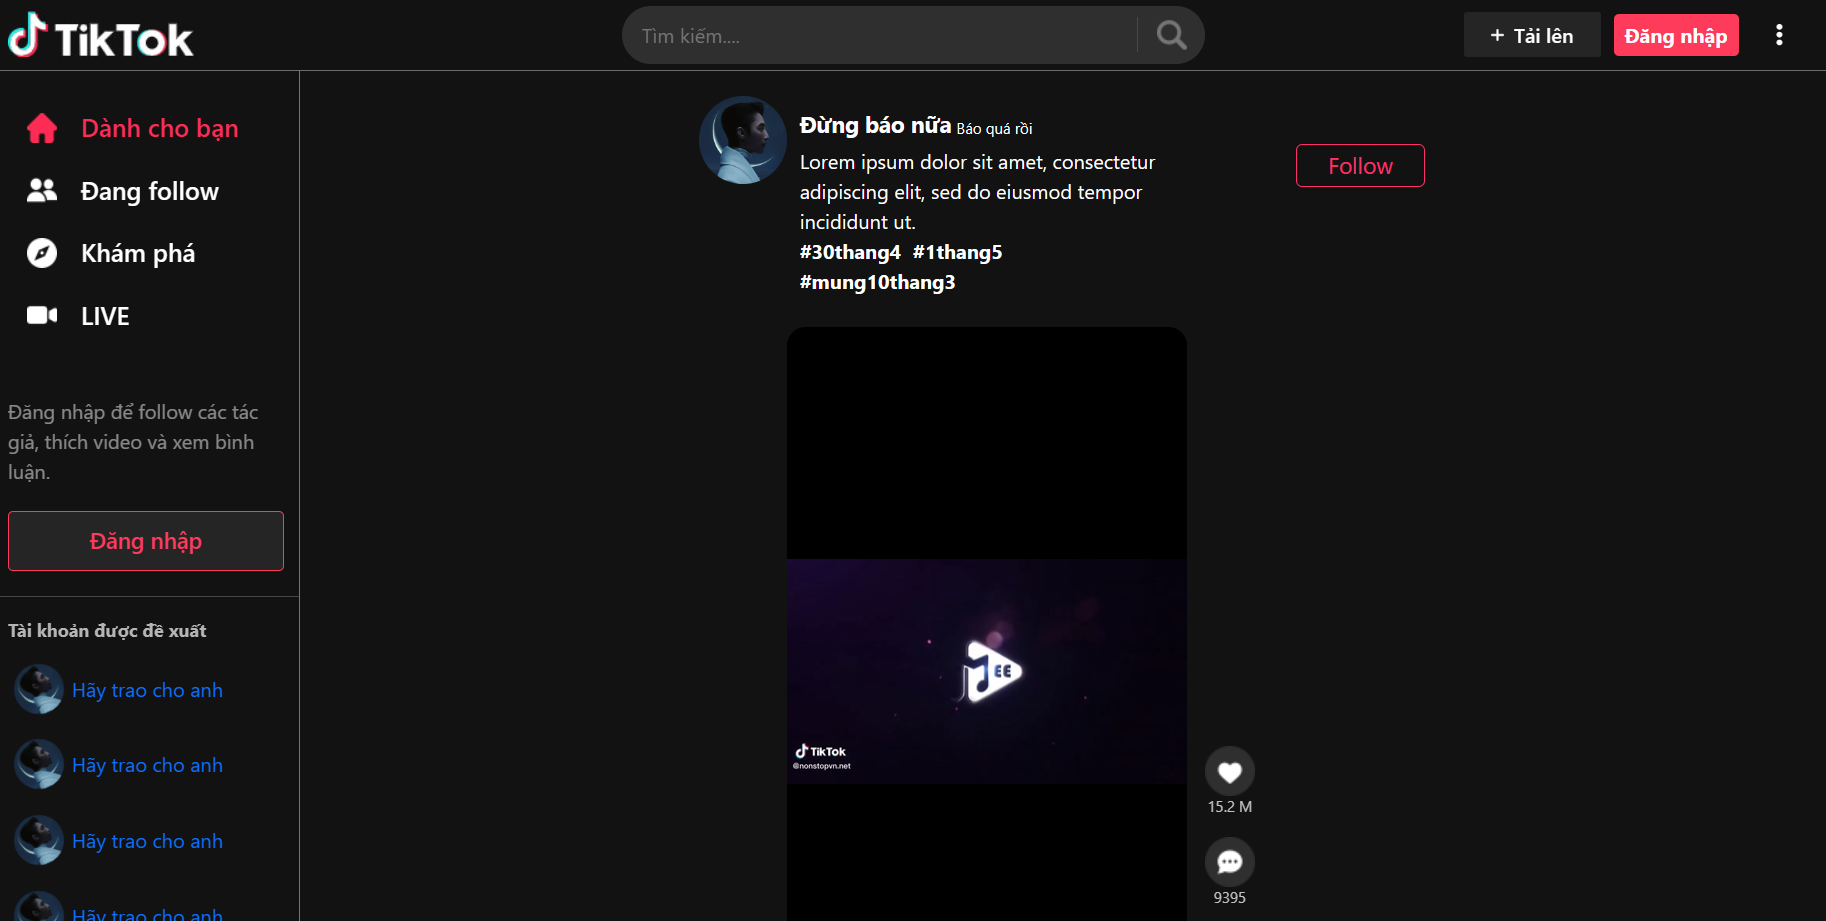 TikTok
Tìm kiếm....
+ Tải lên
Đăng nhập
Dành cho bạn
Đang follow
Khám phá
LIVE
Đăng nhập để follow các tác
giả, thích video và xem bình
luận.
Đăng nhập
Tài khoản được đề xuất
Hãy trao cho anh
Hãy trao cho anh
Hãy trao cho anh
Hãy trao cho anh
Đừng báo nữa Báo quá rồi
Lorem ipsum dolor sit amet, consectetur
adipiscing elit, sed do eiusmod tempor
incididunt ut.
#30thang4 #1thang5
#mung10thang3
Follow
EE
TikTok
@nonstopvn.net
15.2 M
9395